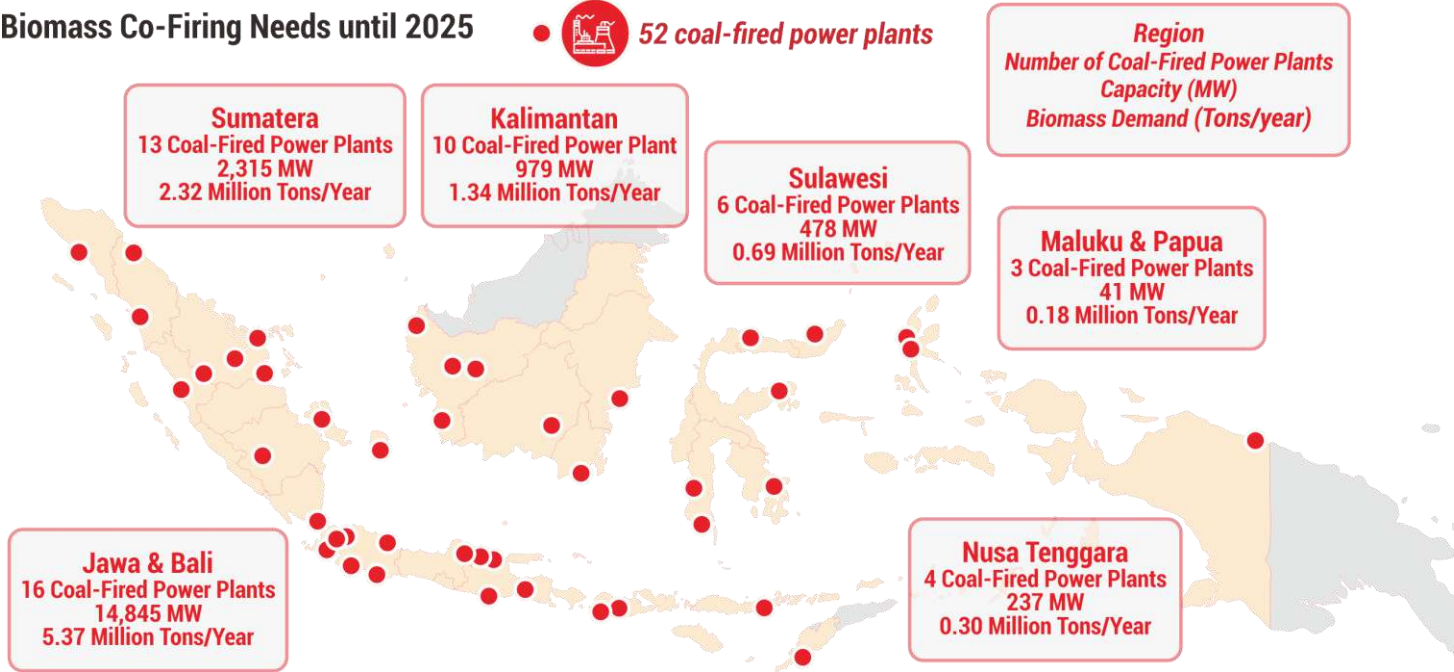 Biomass Co-Firing Needs until 2025
52 coal-fired power plants
Region
Number of Coal-Fired Power Plants
Capacity (MW)
Biomass Demand (Tons/year)
Sumatera
13 Coal-Fired Power Plants
2,315 MW
2.32 Million Tons/Year
Kalimantan
10 Coal-Fired Power Plant
979 MW
1.34 Million Tons/Year
Sulawesi
6 Coal-Fired Power Plants
478 MW
0.69 Million Tons/Year
Maluku & Papua
3 Coal-Fired Power Plants
41 MW
0.18 Million Tons/Year
Jawa & Bali
16 Coal-Fired Power Plants
14,845 MW
5.37 Million Tons/Year
Nusa Tenggara
4 Coal-Fired Power Plants
237 MW
0.30 Million Tons/Year